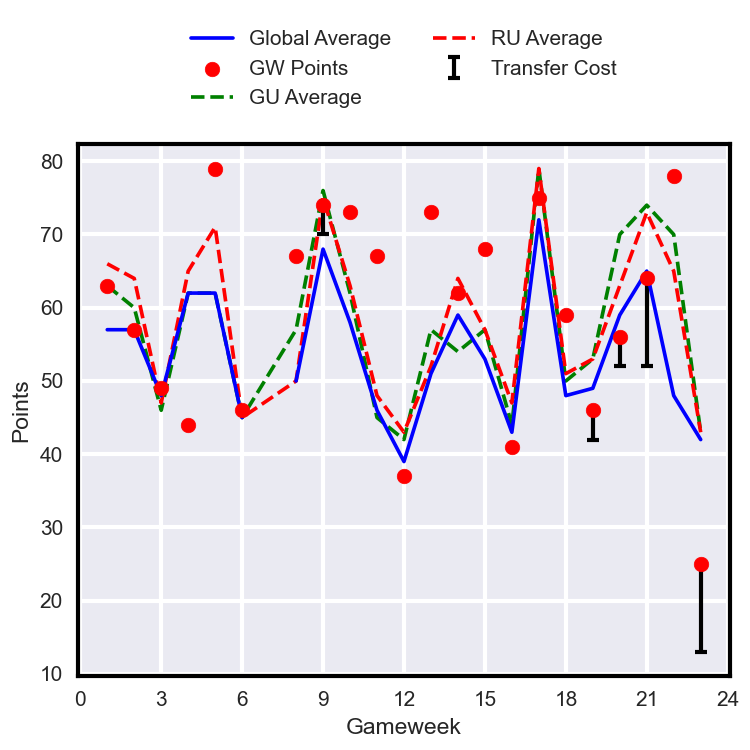 Global Average
GW Points
GU Average
RU Average
Transfer Cost
80
70
60
50
40
30
20
10
Points
0 3 6 9 12 15 18 21 24
Gameweek